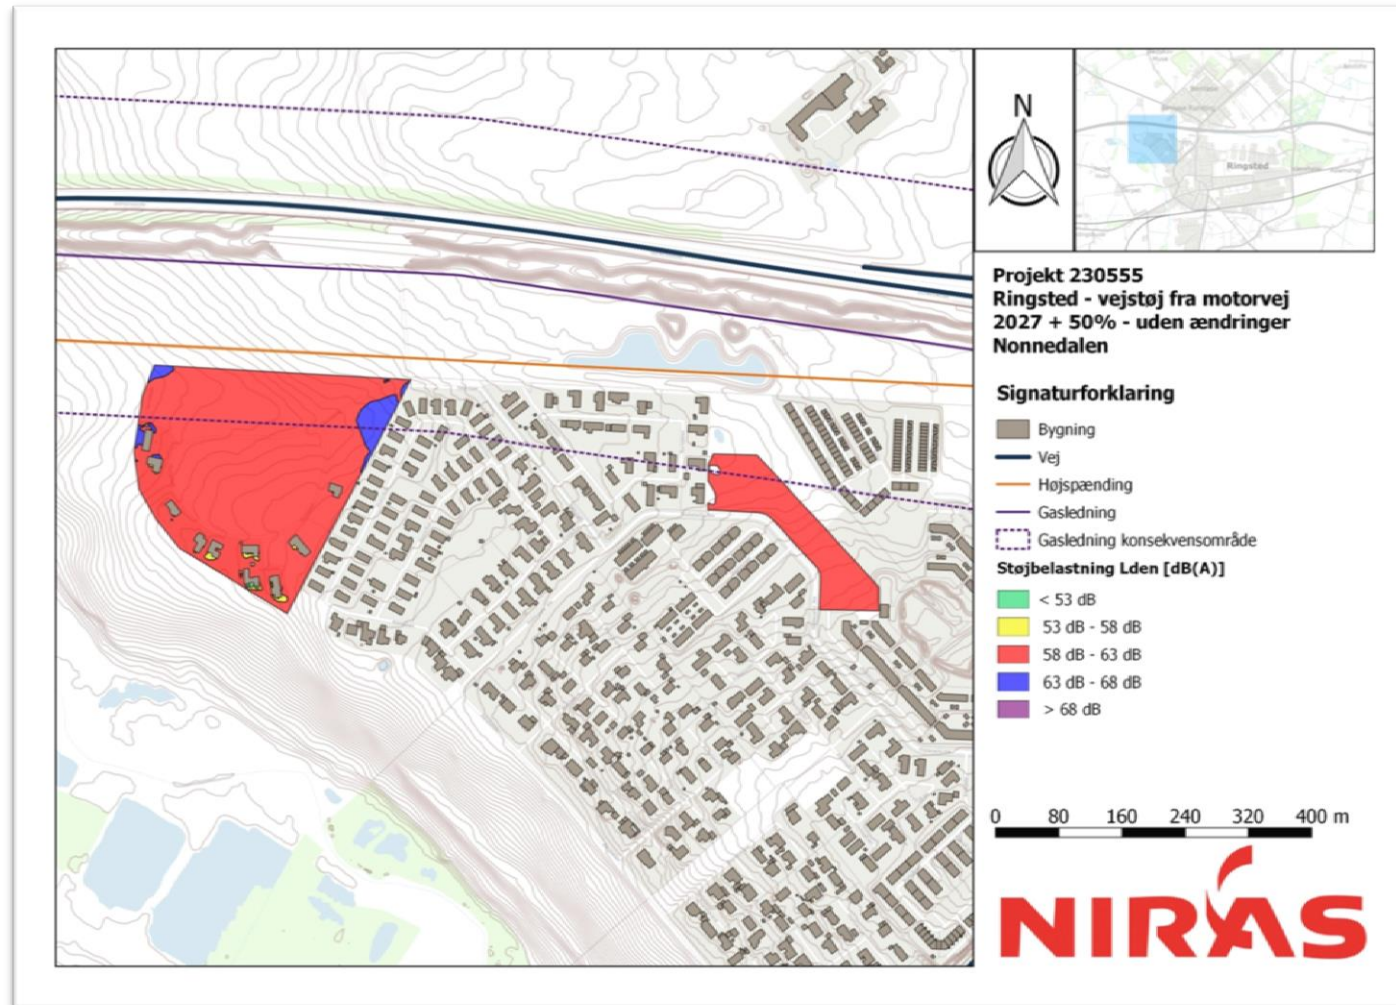 N
Ringsted
Projekt 230555
Ringsted - vejstøj fra motorvej
2027 + 50% - uden ændringer
Nonnedalen
Signaturforklaring
Bygning
Vej
Højspænding
Gasledning
Gasledning konsekvensområde
Støjbelastning Lden [dB(A)]
< 53 dB
53 dB - 58 dB
58 dB - 63 dB
63 dB - 68 dB
> 68 dB
0 80 160 240 320 400 m
NIRAS